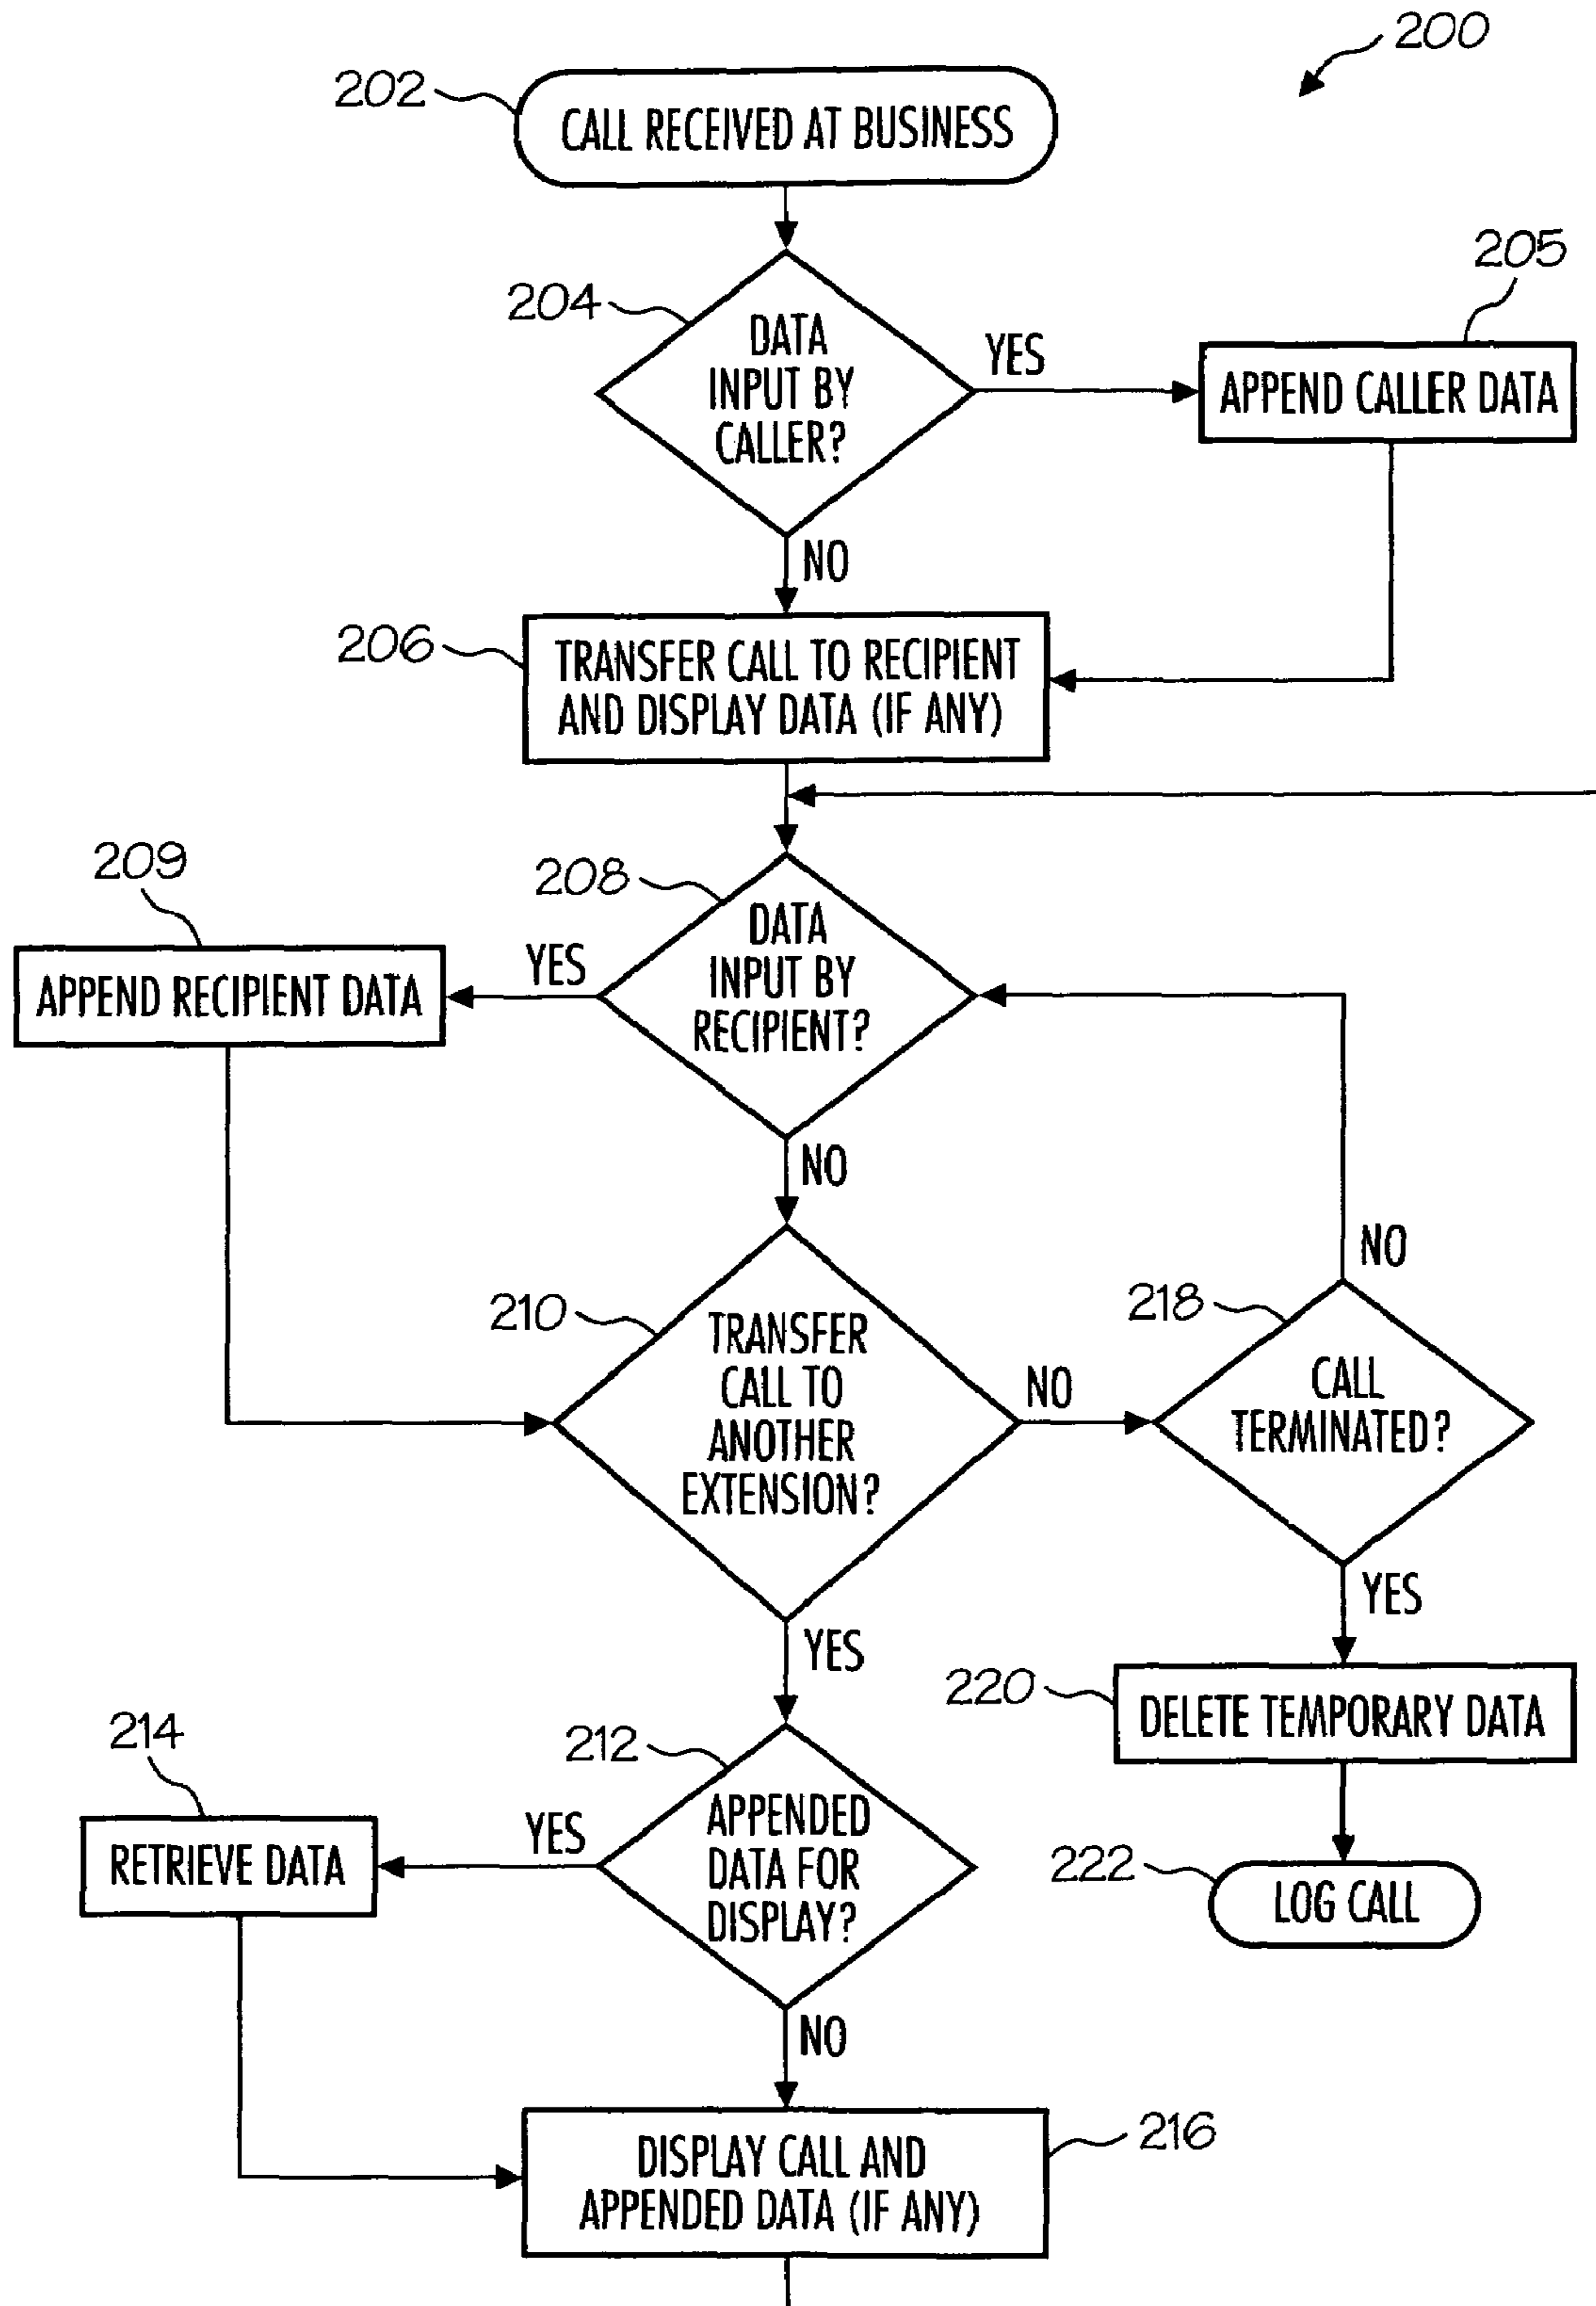 200
202
CALL RECEIVED AT BUSINESS
204
DATA
INPUT BY
CALLER?
YES
205
APPEND CALLER DATA
NO
206
TRANSFER CALL TO RECIPIENT
AND DISPLAY DATA (IF ANY)
208
DATA
INPUT BY
RECIPIENT?
YES
209
APPEND RECIPIENT DATA
NO
210
TRANSFER
CALL TO
ANOTHER
EXTENSION?
NO
218
CALL
TERMINATED?
NO
YES
220
DELETE TEMPORARY DATA
222
LOG CALL
YES
212
APPENDED
DATA FOR
DISPLAY?
YES
214
RETRIEVE DATA
NO
216
DISPLAY CALL AND
APPENDED DATA (IF ANY)